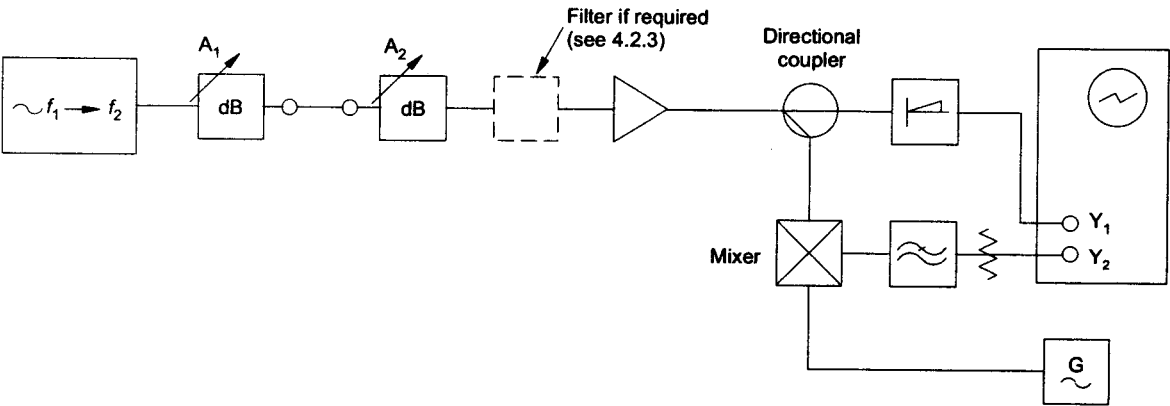 Filter if required
(see 4.2.3)
Directional
coupler
A1
A2
f1 f2
dB
dB
Y1
Y2
Mixer
G